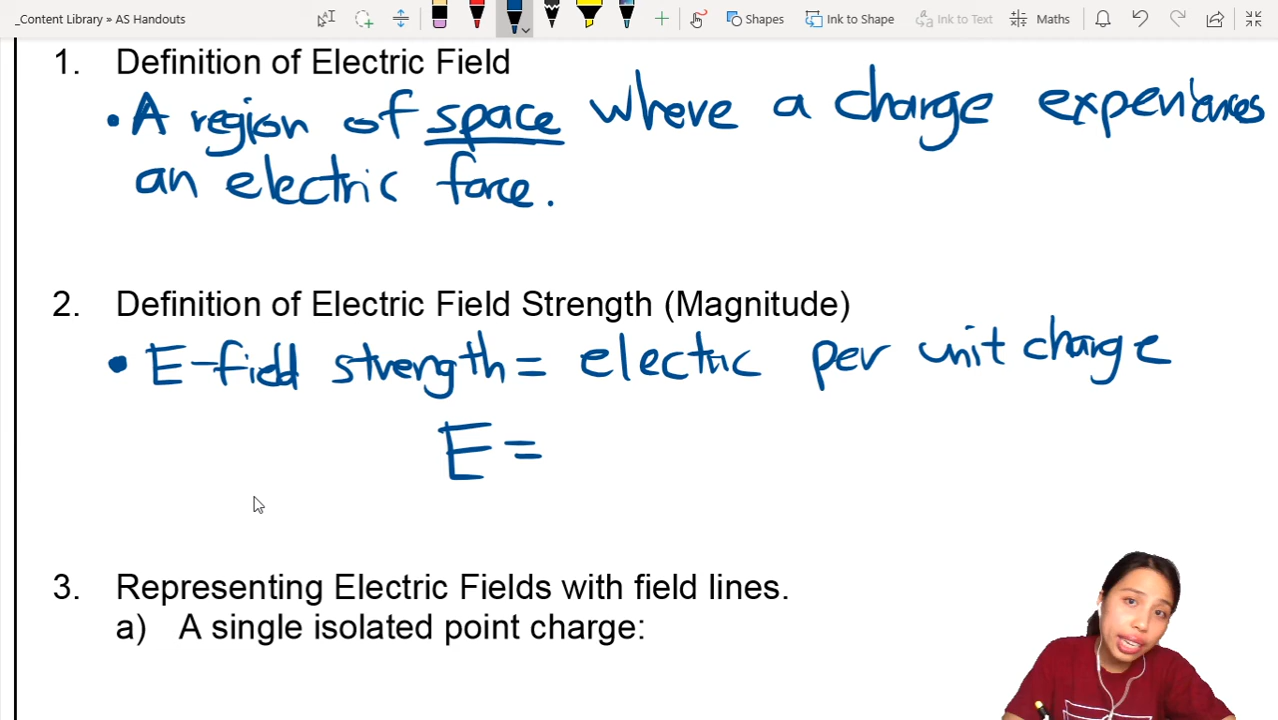 _Content Library » AS Handouts
Shapes
Ink to Shape
Ink to Text
Maths
1. Definition of Electric Field
• A region of space where a charge experiences
an electric force.
2. Definition of Electric Field Strength (Magnitude)
• E-field strength = electric per unit charge
E =
3. Representing Electric Fields with field lines.
a) A single isolated point charge: